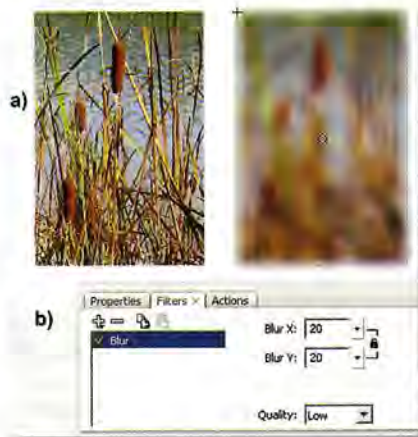 a)
b)
Properties Filters × Actions
Blur
Blur X: 20
Blur Y: 20
Quality: Low